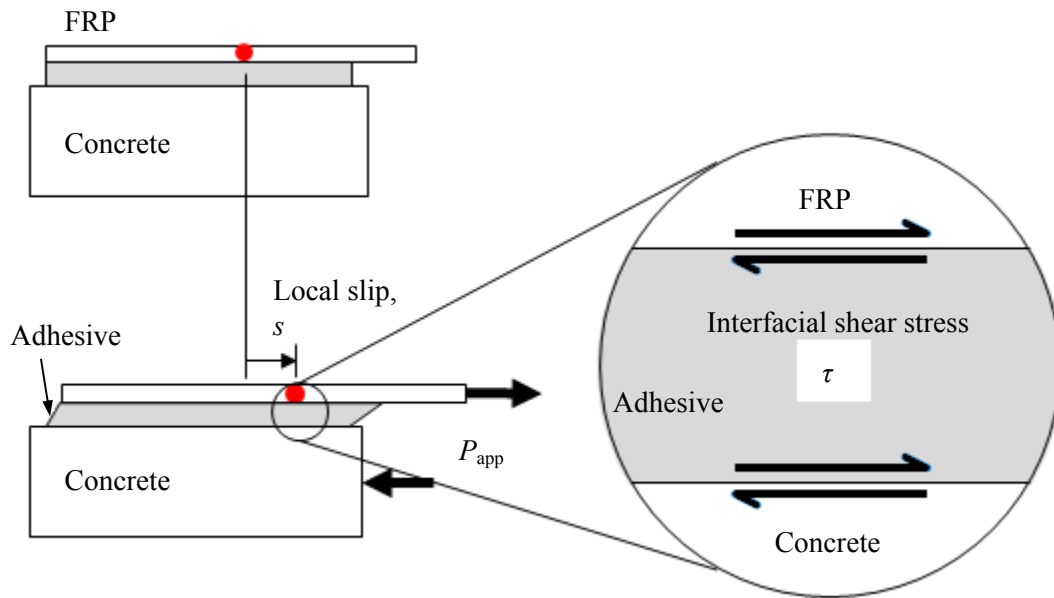 FRP
Concrete
Local slip,
s
Adhesive
P_app
Concrete
FRP
Interfacial shear stress
τ
Adhesive
Concrete